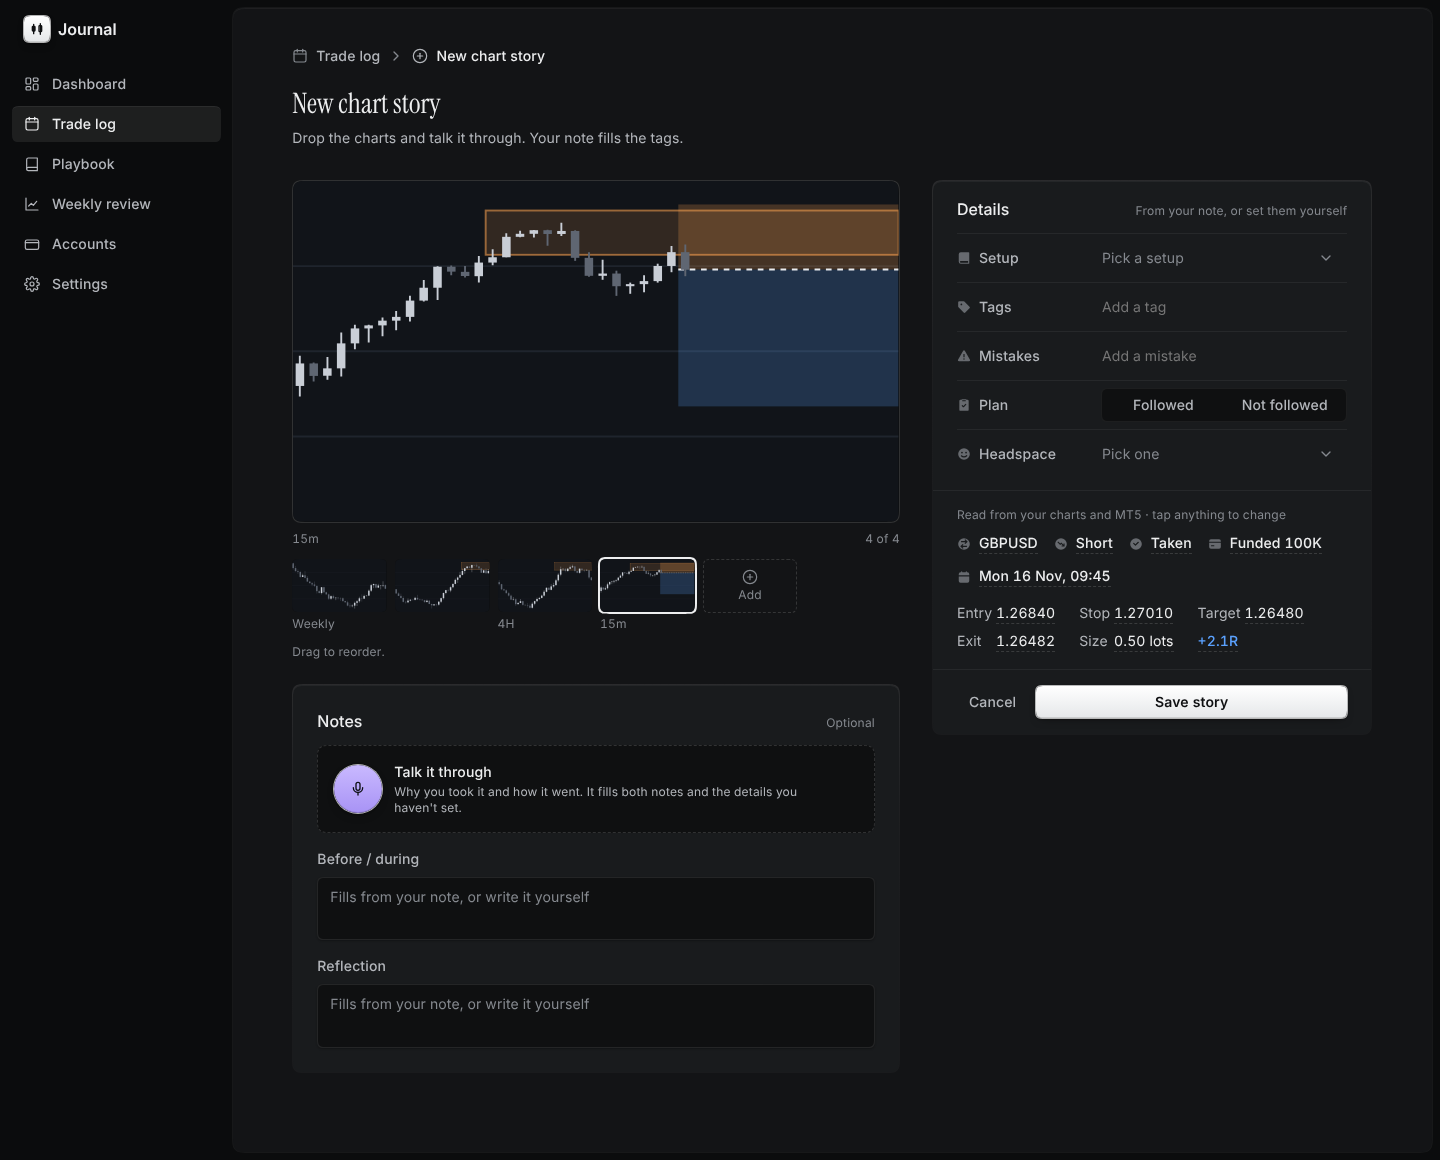 Journal
Dashboard
Trade log
Playbook
Weekly review
Accounts
Settings
Trade log
New chart story
New chart story
Drop the charts and talk it through. Your note fills the tags.
15m
4 of 4
Weekly
4H
15m
Add
Drag to reorder.
Notes
Optional
Talk it through
Why you took it and how it went. It fills both notes and the details you
haven't set.
Before / during
Fills from your note, or write it yourself
Reflection
Fills from your note, or write it yourself
Details
From your note, or set them yourself
Setup
Pick a setup
Tags
Add a tag
Mistakes
Add a mistake
Plan
Followed
Not followed
Headspace
Pick one
Read from your charts and MT5 · tap anything to change
GBPUSD
Short
Taken
Funded 100K
Mon 16 Nov, 09:45
Entry 1.26840
Stop 1.27010
Target 1.26480
Exit 1.26482
Size 0.50 lots
+2.1R
Cancel
Save story